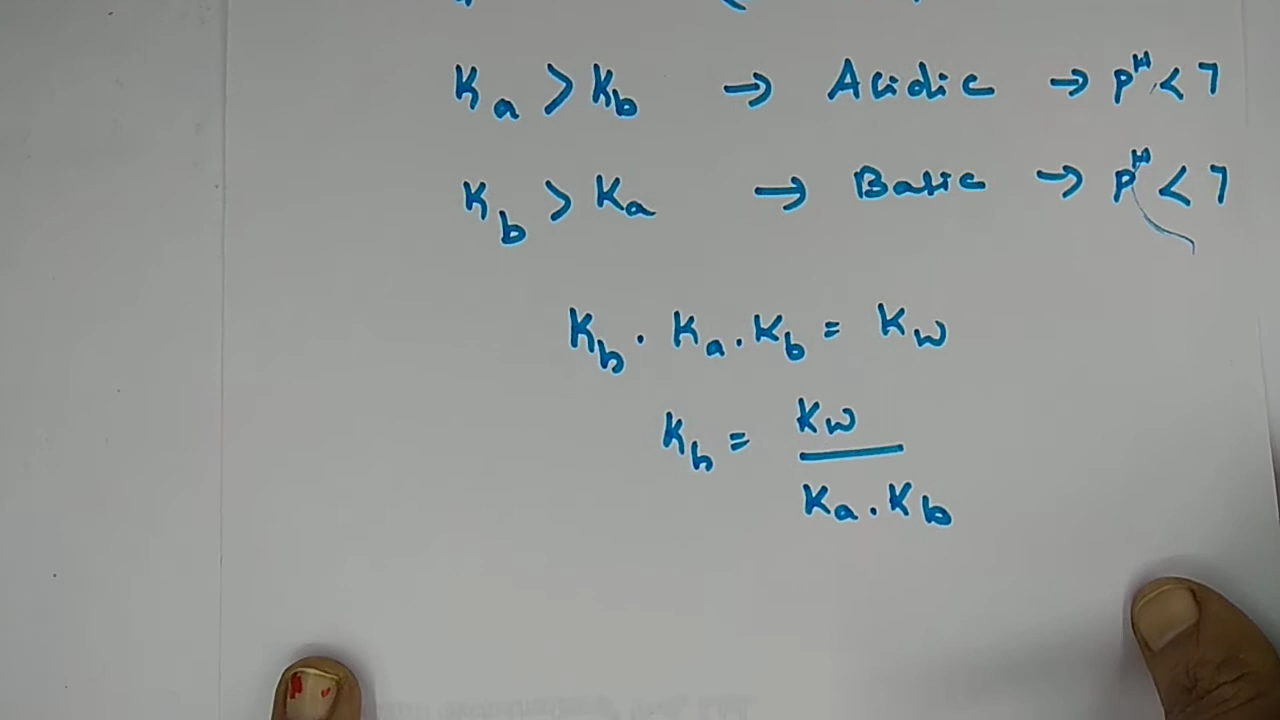 Ka > Kb → Acidic → pH < 7
Kb > Ka → Basic → pH < 7
Kh · Ka · Kb = Kw
Kh = Kw / Ka · Kb